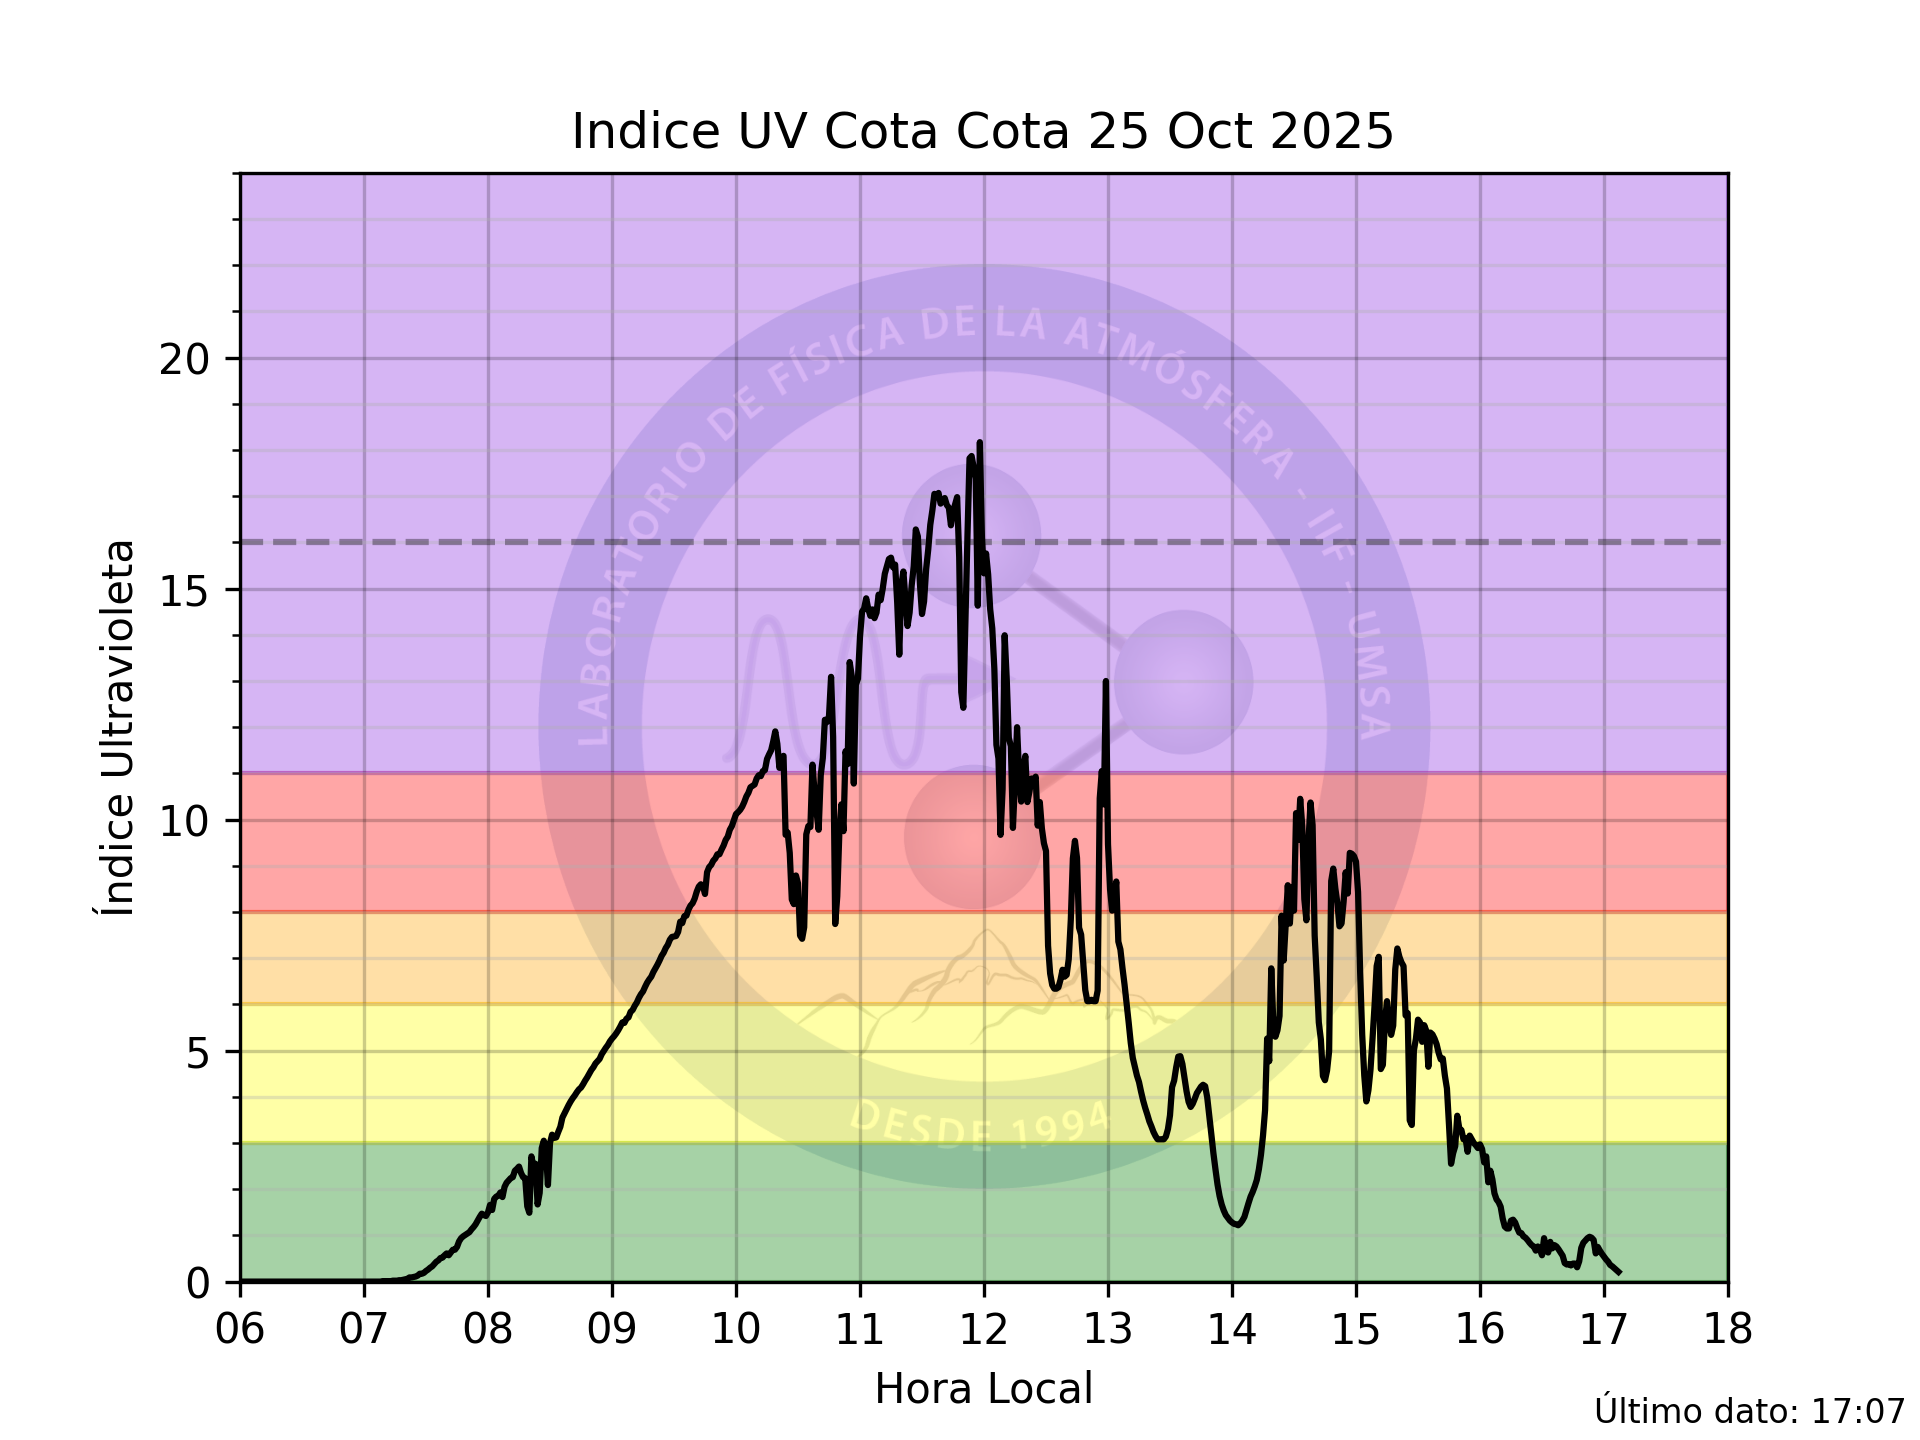 Indice UV Cota Cota 25 Oct 2025
LABORATORIO DE FÍSICA DE LA ATMÓSFERA - IIF - UMSA
20
15
10
5
0
Índice Ultravioleta
DESDE 1994
06 07 08 09 10 11 12 13 14 15 16 17 18
Hora Local
Último dato: 17:07